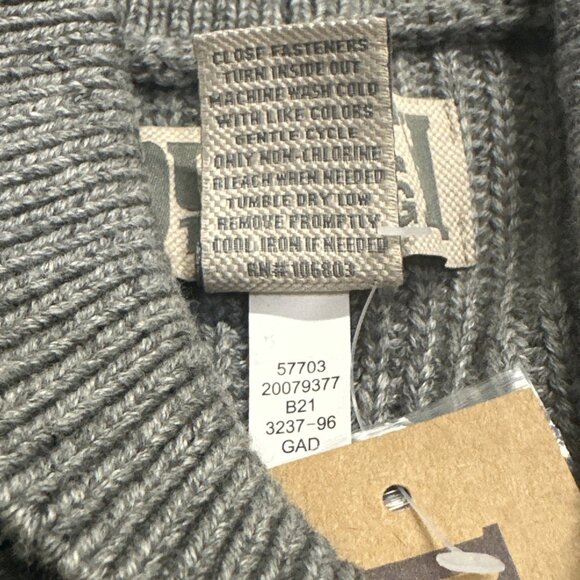 CLOSE FASTENERS
TURN INSIDE OUT
MACHINE WASH COLD
WITH LIKE COLORS
GENTLE CYCLE
ONLY NON-CHLORINE
BLEACH WHEN NEEDED
TUMBLE DRY LOW
REMOVE PROMPTLY
COOL IRON IF NEEDED
RN# 106803
57703
20079377
B21
3237-96
GAD